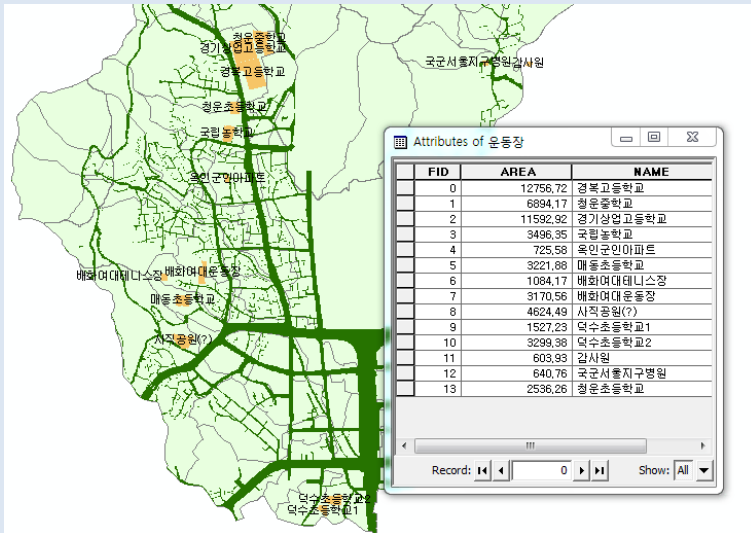 청운중학교
경기상업고등학교
경복고등학교
국군서울지구병원
감사원
청운초등학교
국립농학교
옥인군인아파트
배화여대테니스장
배화여대운동장
매동초등학교
사직공원(?)
덕수초등학교2
덕수초등학교1
Attributes of 운동장
FID AREA NAME
0 12756,72 경복고등학교
1 6894,17 청운중학교
2 11592,92 경기상업고등학교
3 3496,35 국립농학교
4 725,58 옥인군인아파트
5 3221,88 매동초등학교
6 1084,17 배화여대테니스장
7 3170,56 배화여대운동장
8 4624,49 사직공원(?)
9 1527,23 덕수초등학교1
10 3299,38 덕수초등학교2
11 603,93 감사원
12 640,76 국군서울지구병원
13 2536,26 청운초등학교
Record: 0 Show: All